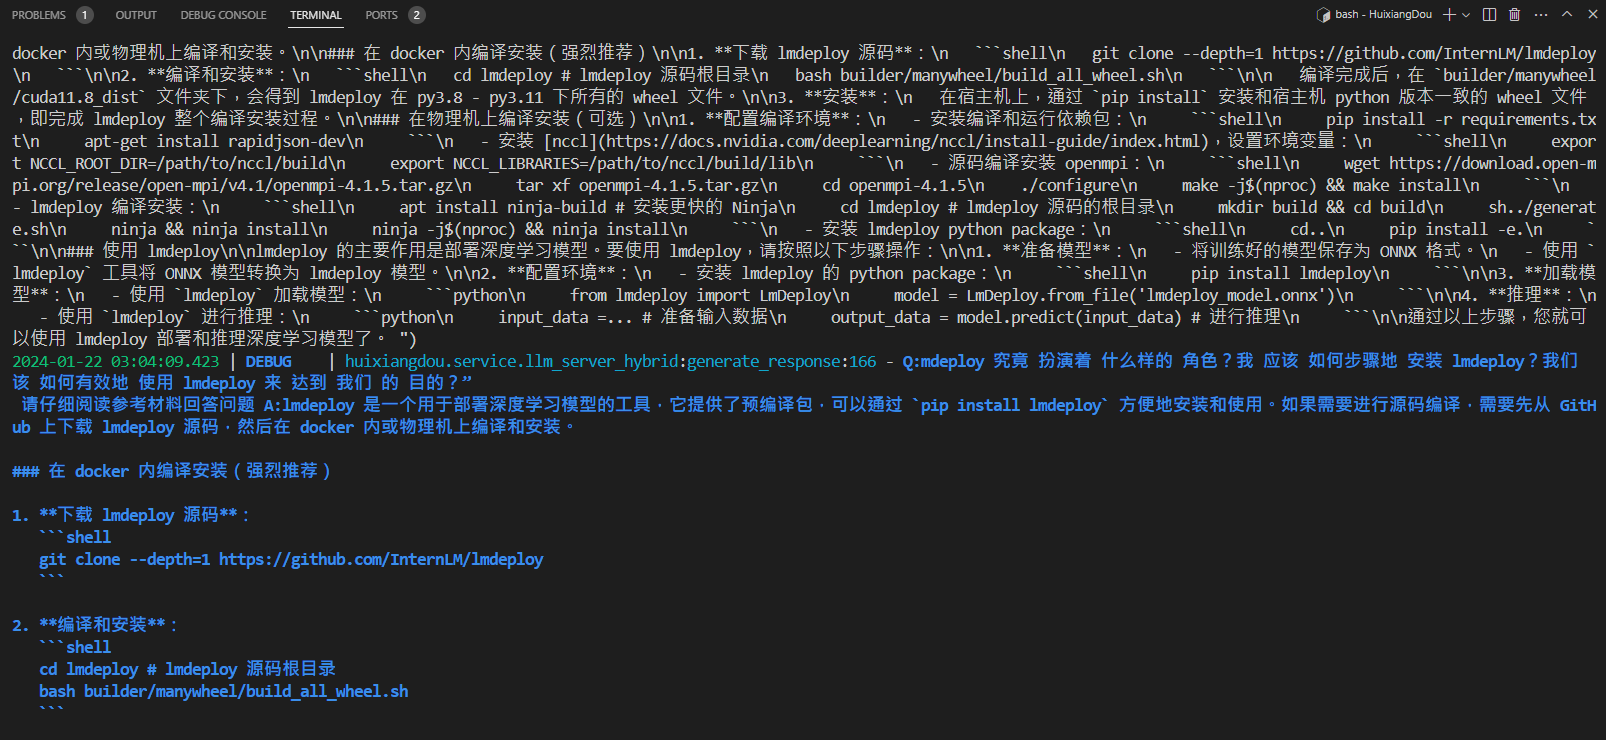 PROBLEMS 1 OUTPUT DEBUG CONSOLE TERMINAL PORTS 2 bash - HuixiangDou
docker 内或物理机上编译和安装。\n\n### 在 docker 内编译安装（强烈推荐）\n\n1. **下载 lmdeploy 源码**：\n   ```shell\n   git clone --depth=1 https://github.com/InternLM/lmdeploy
\n   ```\n\n2. **编译和安装**：\n   ```shell\n   cd lmdeploy # lmdeploy 源码根目录\n   bash builder/manywheel/build_all_wheel.sh\n   ```\n\n   编译完成后，在 `builder/manywheel
/cuda11.8_dist` 文件夹下，会得到 lmdeploy 在 py3.8 - py3.11 下所有的 wheel 文件。\n\n3. **安装**：\n   在宿主机上，通过 `pip install` 安装和宿主机 python 版本一致的 wheel 文件
，即完成 lmdeploy 整个编译安装过程。\n\n### 在物理机上编译安装（可选）\n\n1. **配置编译环境**：\n   - 安装编译和运行依赖包：\n     ```shell\n     pip install -r requirements.tx
t\n     apt-get install rapidjson-dev\n     ```\n   - 安装 [nccl](https://docs.nvidia.com/deeplearning/nccl/install-guide/index.html)，设置环境变量：\n     ```shell\n     expor
t NCCL_ROOT_DIR=/path/to/nccl/build\n     export NCCL_LIBRARIES=/path/to/nccl/build/lib\n     ```\n   - 源码编译安装 openmpi：\n     ```shell\n     wget https://download.open-m
pi.org/release/open-mpi/v4.1/openmpi-4.1.5.tar.gz\n     tar xf openmpi-4.1.5.tar.gz\n     cd openmpi-4.1.5\n     ./configure\n     make -j$(nproc) && make install\n     ```\n
- lmdeploy 编译安装：\n     ```shell\n     apt install ninja-build # 安装更快的 Ninja\n     cd lmdeploy # lmdeploy 源码的根目录\n     mkdir build && cd build\n     sh../generat
e.sh\n     ninja && ninja install\n     ninja -j$(nproc) && ninja install\n     ```\n   - 安装 lmdeploy python package：\n     ```shell\n     cd..\n     pip install -e.\n     `
``\n\n### 使用 lmdeploy\n\nlmdeploy 的主要作用是部署深度学习模型。要使用 lmdeploy，请按照以下步骤操作：\n\n1. **准备模型**：\n   - 将训练好的模型保存为 ONNX 格式。\n   - 使用 `
lmdeploy` 工具将 ONNX 模型转换为 lmdeploy 模型。\n\n2. **配置环境**：\n   - 安装 lmdeploy 的 python package：\n     ```shell\n     pip install lmdeploy\n     ```\n\n3. **加载模
型**：\n   - 使用 `lmdeploy` 加载模型：\n     ```python\n     from lmdeploy import LmDeploy\n     model = LmDeploy.from_file('lmdeploy_model.onnx')\n     ```\n\n4. **推理**：\n
   - 使用 `lmdeploy` 进行推理：\n     ```python\n     input_data =... # 准备输入数据\n     output_data = model.predict(input_data) # 进行推理\n     ```\n\n通过以上步骤，您就可
以使用 lmdeploy 部署和推理深度学习模型了。 ")
2024-01-22 03:04:09.423 | DEBUG    | huixiangdou.service.llm_server_hybrid:generate_response:166 - Q:mdeploy 究竟 扮演着 什么样的 角色？我 应该 如何步骤地 安装 lmdeploy？我们
该 如何有效地 使用 lmdeploy 来 达到 我们 的 目的？”
 请仔细阅读参考材料回答问题 A:lmdeploy 是一个用于部署深度学习模型的工具，它提供了预编译包，可以通过 `pip install lmdeploy` 方便地安装和使用。如果需要进行源码编译，需要先从 GitH
ub 上下载 lmdeploy 源码，然后在 docker 内或物理机上编译和安装。
### 在 docker 内编译安装（强烈推荐）
1. **下载 lmdeploy 源码**：
   ```shell
   git clone --depth=1 https://github.com/InternLM/lmdeploy
   ```
2. **编译和安装**：
   ```shell
   cd lmdeploy # lmdeploy 源码根目录
   bash builder/manywheel/build_all_wheel.sh
   ```